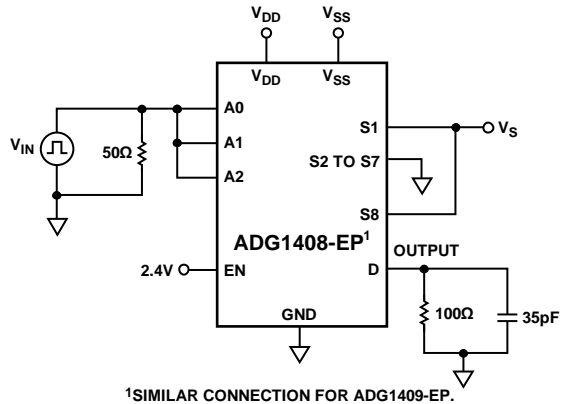 VDD VSS
VDD VSS
A0
A1
A2
VIN
50Ω
S1
VS
S2 TO S7
S8
ADG1408-EP1
OUTPUT
2.4V
EN
D
100Ω
35pF
GND
1SIMILAR CONNECTION FOR ADG1409-EP.